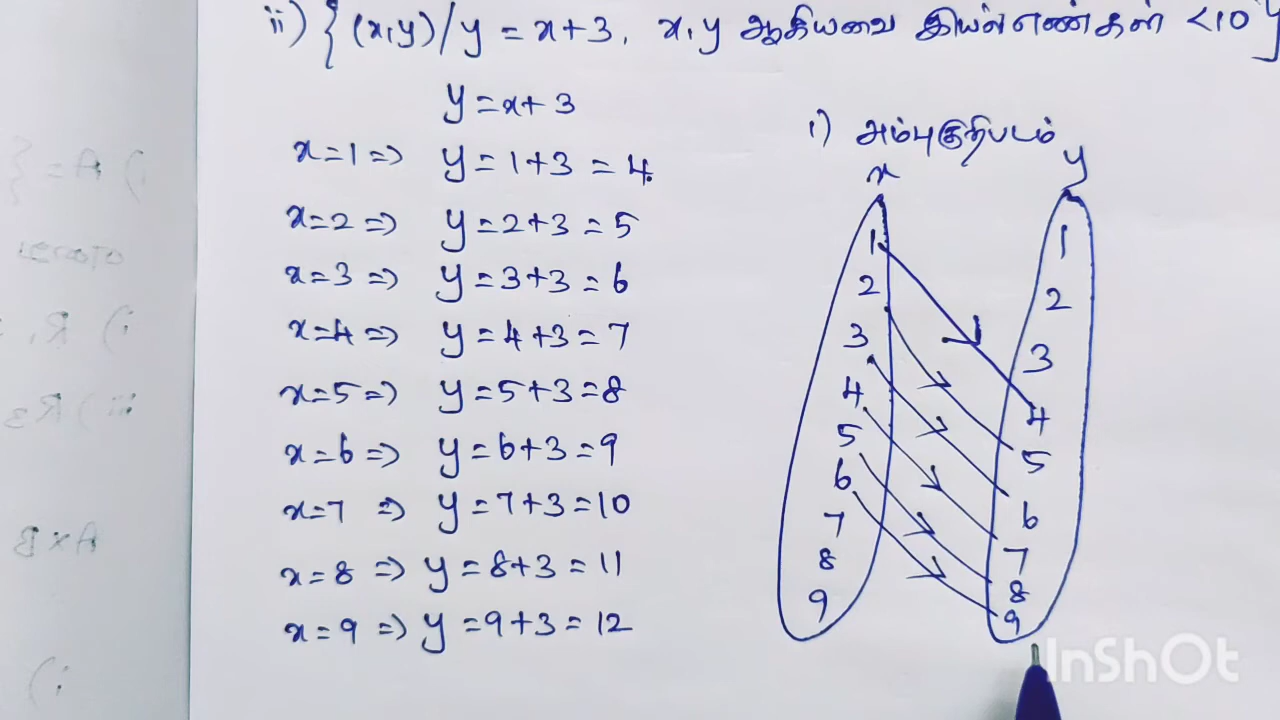 ii) { (x,y) / y = x+3, x, y ஆகியவை இயல் எண்கள் <10 }
y = x+3
x=1 => y = 1+3 = 4.
x=2 => y = 2+3 = 5
x=3 => y = 3+3 = 6
x=4 => y = 4+3 = 7
x=5 => y = 5+3 = 8
x=6 => y = 6+3 = 9
x=7 => y = 7+3 = 10
x=8 => y = 8+3 = 11
x=9 => y = 9+3 = 12
i) அம்புகுறிபடம்
x y
1 1
2 2
3 3
4 4
5 5
6 6
7 7
8 8
9 9
InShOt